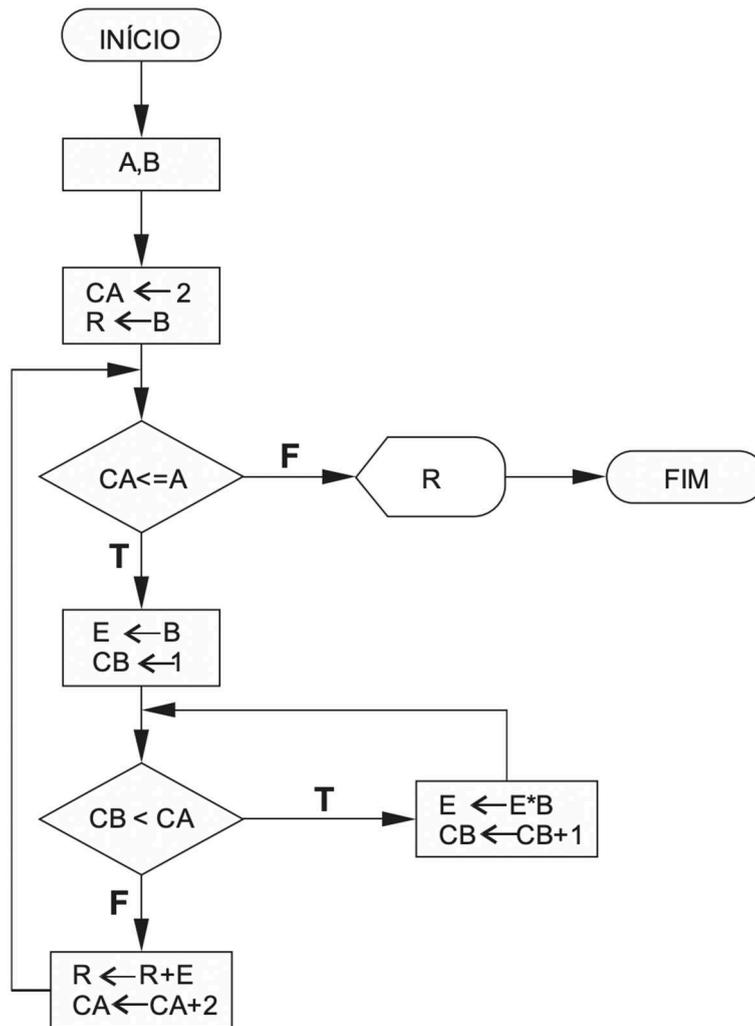 INÍCIO
A,B
CA ← 2
R ← B
CA<=A
F
R
FIM
T
E ← B
CB ← 1
CB < CA
T
E ← E*B
CB ← CB+1
F
R ← R+E
CA ← CA+2